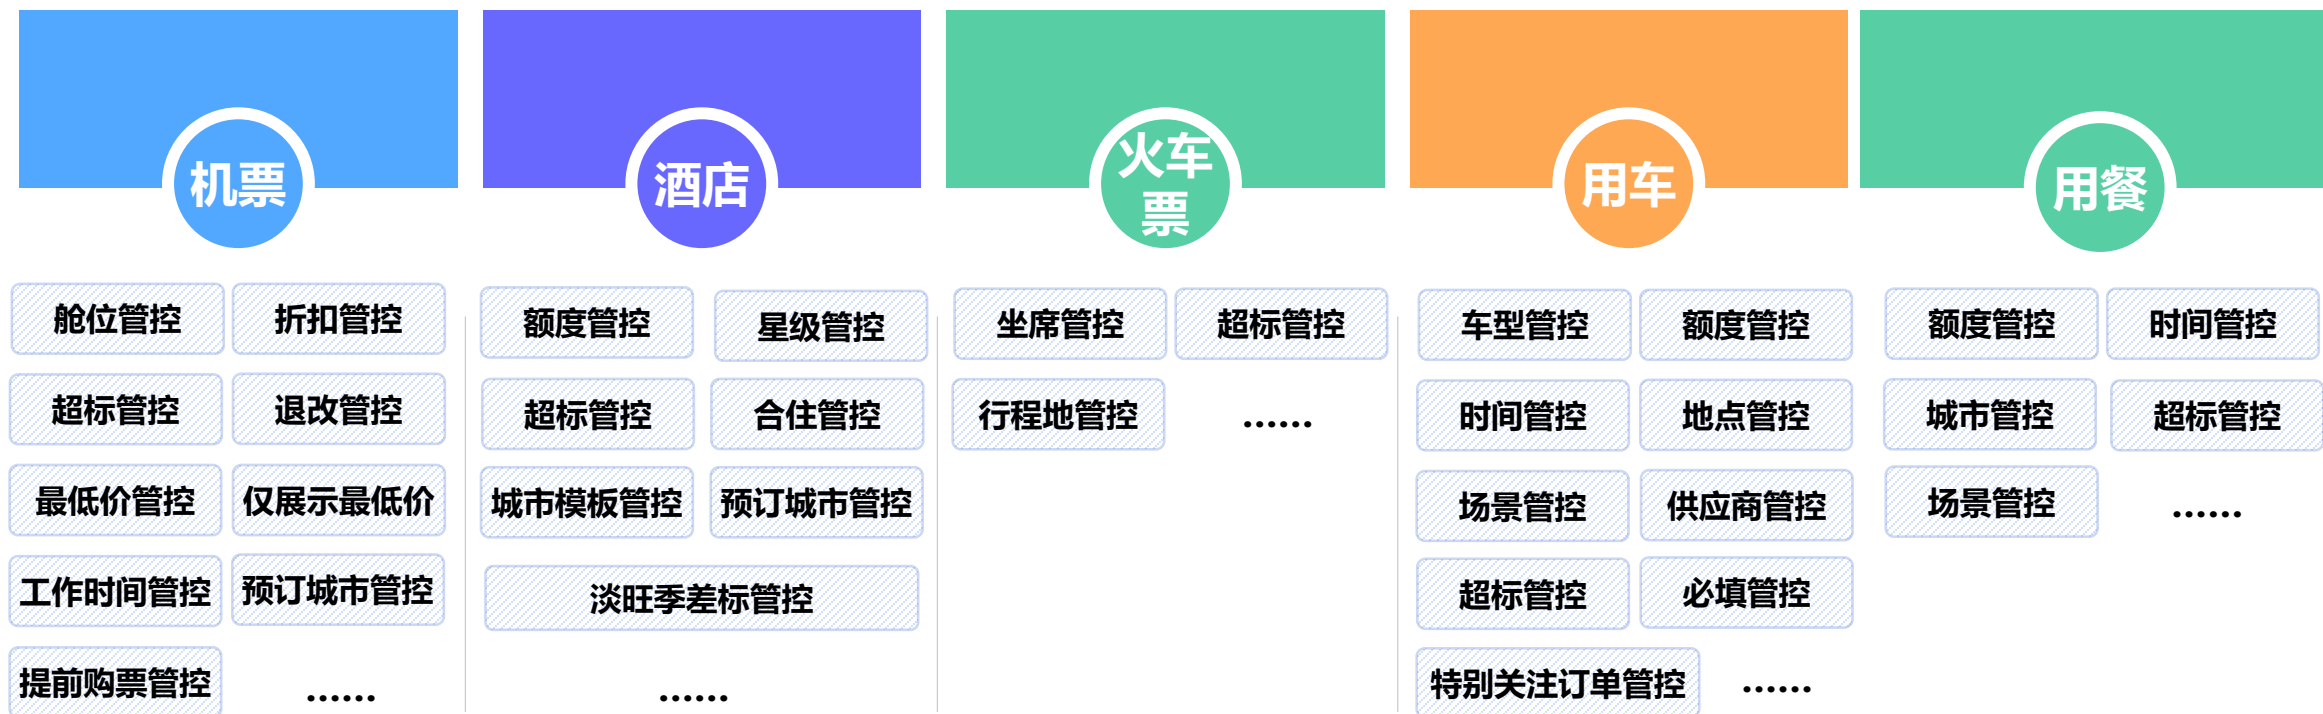 机票
舱位管控
折扣管控
超标管控
退改管控
最低价管控
仅展示最低价
工作时间管控
预订城市管控
提前购票管控
......
酒店
额度管控
星级管控
超标管控
合住管控
城市模板管控
预订城市管控
淡旺季差标管控
......
火车
票
坐席管控
超标管控
行程地管控
......
用车
车型管控
额度管控
时间管控
地点管控
场景管控
供应商管控
超标管控
必填管控
特别关注订单管控
......
用餐
额度管控
时间管控
城市管控
超标管控
场景管控
......